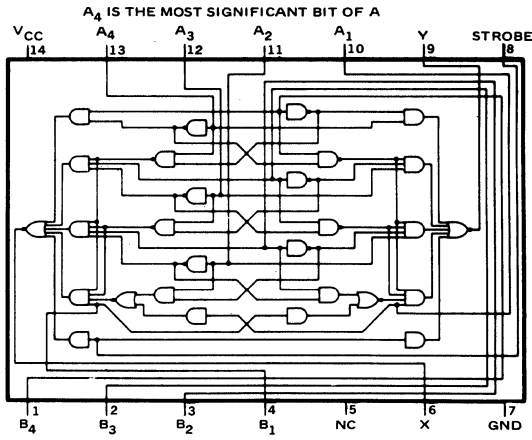 A4 IS THE MOST SIGNIFICANT BIT OF A
VCC A4 A3 A2 A1 Y STROBE
14 13 12 11 10 9 8
1 2 3 4 5 6 7
B4 B3 B2 B1 NC X GND